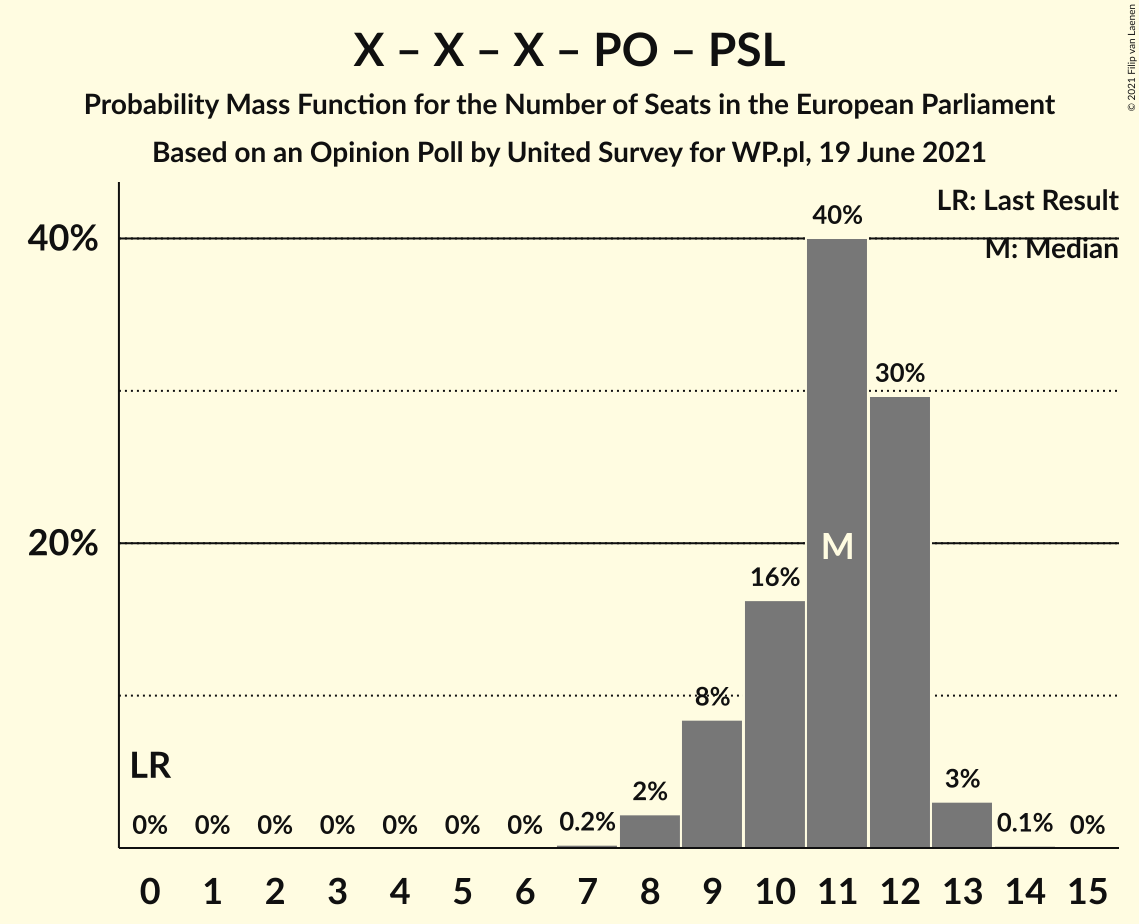 X – X – X – PO – PSL
Probability Mass Function for the Number of Seats in the European Parliament
Based on an Opinion Poll by United Survey for WP.pl, 19 June 2021
© 2021 Filip van Laenen
LR: Last Result
M: Median
40%
20%
40%
30%
16%
8%
2%
3%
0% 0% 0% 0% 0% 0% 0% 0.2% 0.1% 0%
LR
M
0 1 2 3 4 5 6 7 8 9 10 11 12 13 14 15